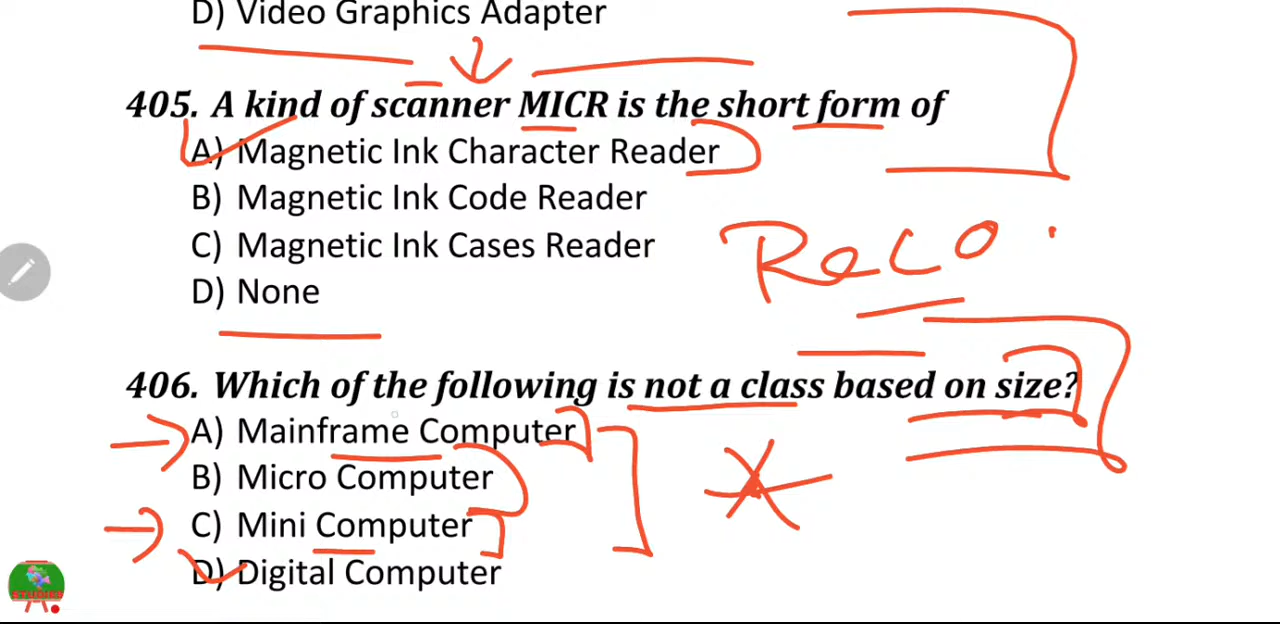 D) Video Graphics Adapter
405. A kind of scanner MICR is the short form of
A) Magnetic Ink Character Reader
B) Magnetic Ink Code Reader
C) Magnetic Ink Cases Reader
D) None
Reco.
406. Which of the following is not a class based on size?
A) Mainframe Computer
B) Micro Computer
C) Mini Computer
D) Digital Computer